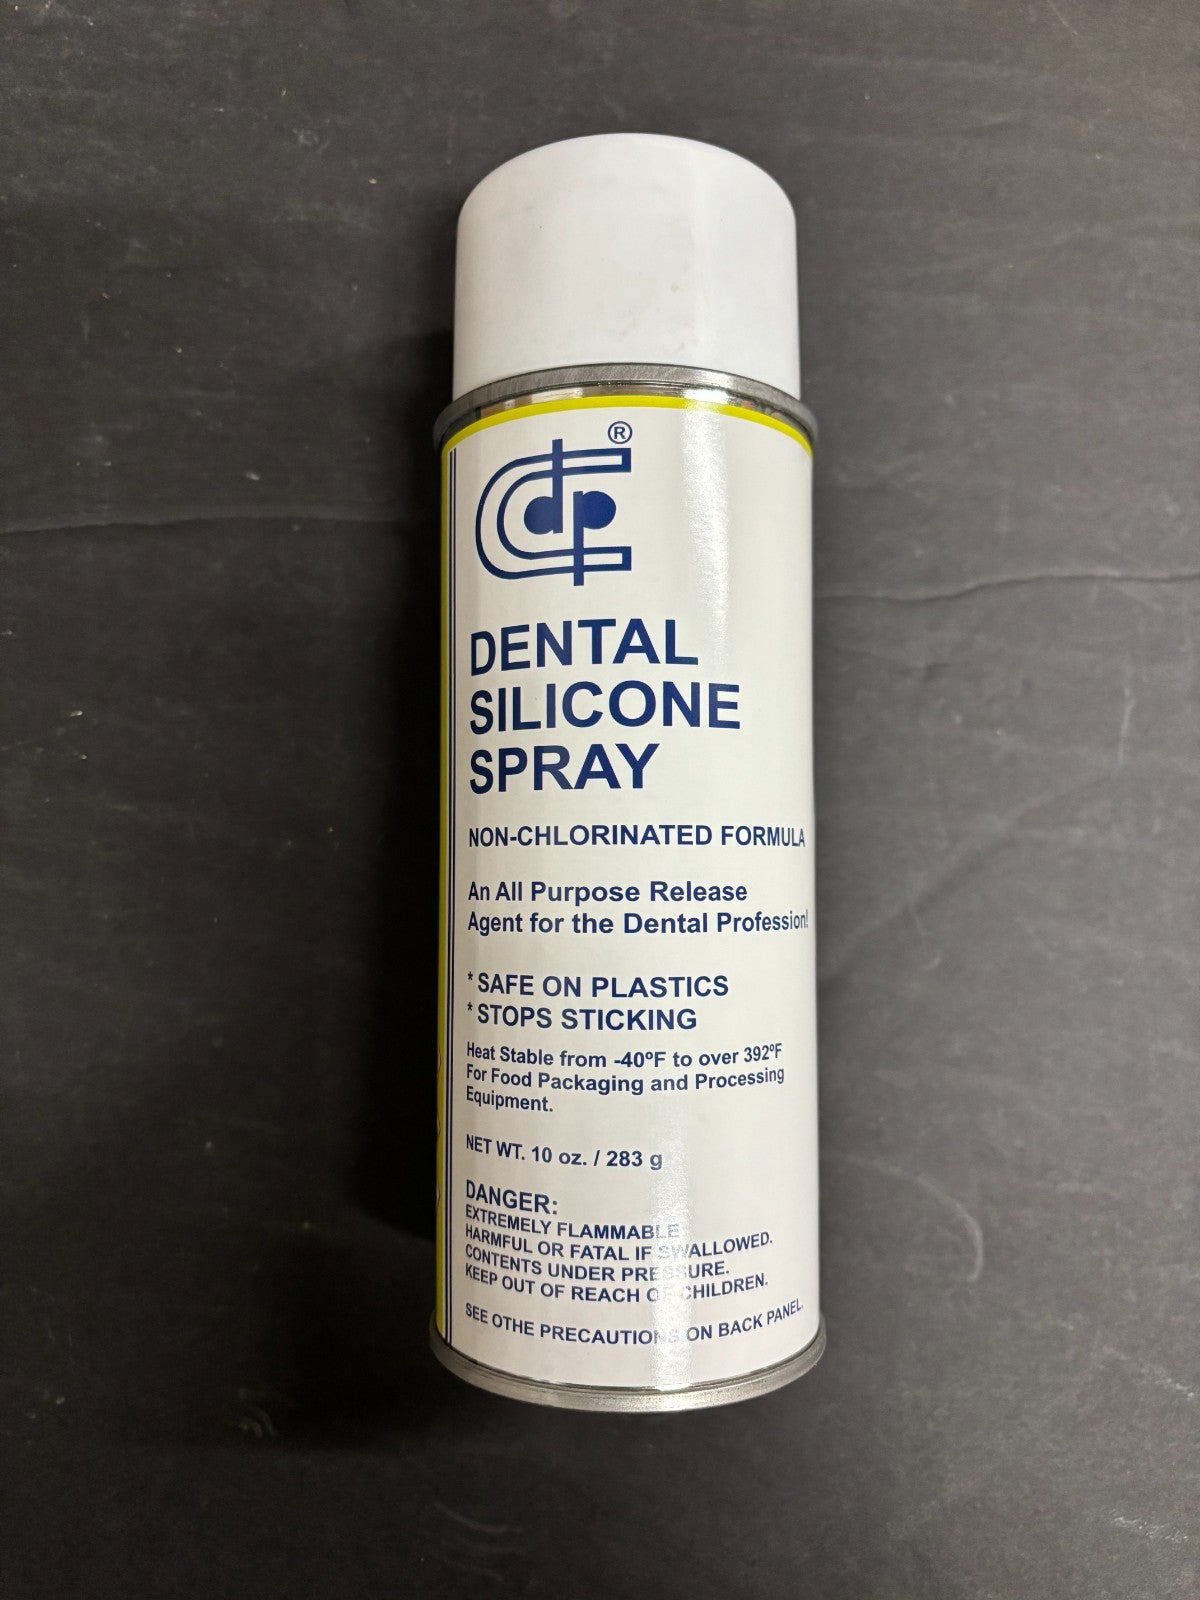 cdp®
DENTAL
SILICONE
SPRAY
NON-CHLORINATED FORMULA
An All Purpose Release
Agent for the Dental Profession!
* SAFE ON PLASTICS
* STOPS STICKING
Heat Stable from -40ºF to over 392ºF
For Food Packaging and Processing
Equipment.
NET WT. 10 oz. / 283 g
DANGER:
EXTREMELY FLAMMABLE
HARMFUL OR FATAL IF SWALLOWED.
CONTENTS UNDER PRESSURE.
KEEP OUT OF REACH OF CHILDREN.
SEE OTHE PRECAUTIONS ON BACK PANEL.